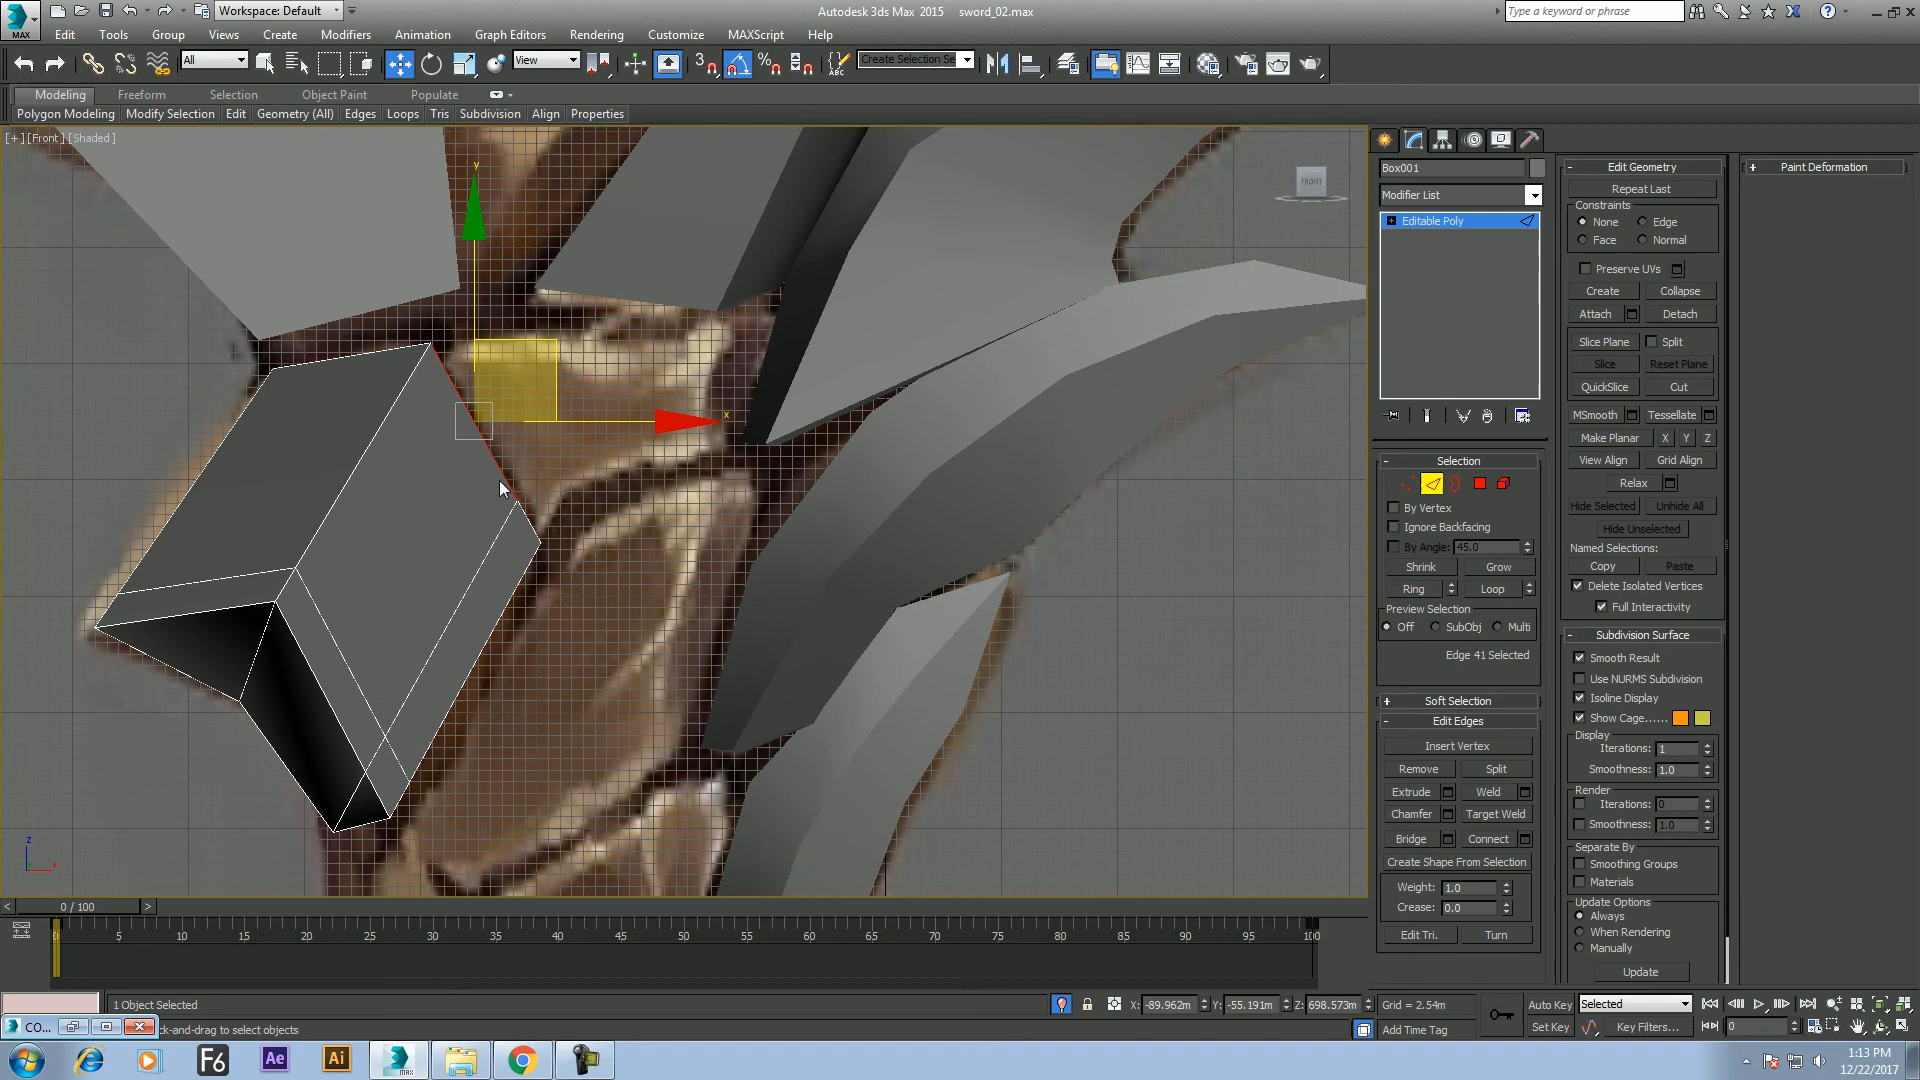 Workspace: Default
Autodesk 3ds Max 2015 sword_02.max
Type a keyword or phrase
MAX
Edit Tools Group Views Create Modifiers Animation Graph Editors Rendering Customize MAXScript Help
All
View
3
ABC
Create Selection Se
Modeling Freeform Selection Object Paint Populate
Polygon Modeling Modify Selection Edit Geometry (All) Edges Loops Tris Subdivision Align Properties
[+][Front][Shaded]
y
x
FRONT
z
x
Box001
Modifier List
Editable Poly
Selection
By Vertex
Ignore Backfacing
By Angle: 45.0
Shrink Grow
Ring Loop
Preview Selection
Off SubObj Multi
Edge 41 Selected
Soft Selection
Edit Edges
Insert Vertex
Remove Split
Extrude Weld
Chamfer Target Weld
Bridge Connect
Create Shape From Selection
Weight: 1.0
Crease: 0.0
Edit Tri. Turn
Edit Geometry
Repeat Last
Constraints
None Edge
Face Normal
Preserve UVs
Create Collapse
Attach Detach
Slice Plane Split
Slice Reset Plane
QuickSlice Cut
MSmooth Tessellate
Make Planar X Y Z
View Align Grid Align
Relax
Hide Selected Unhide All
Hide Unselected
Named Selections:
Copy Paste
Delete Isolated Vertices
Full Interactivity
Subdivision Surface
Smooth Result
Use NURMS Subdivision
Isoline Display
Show Cage......
Display
Iterations: 1
Smoothness: 1.0
Render
Iterations: 0
Smoothness: 1.0
Separate By
Smoothing Groups
Materials
Update Options
Always
When Rendering
Manually
Update
Paint Deformation
0 / 100
5 10 15 20 25 30 35 40 45 50 55 60 65 70 75 80 85 90 95 100
1 Object Selected
X: -89.962m Y: -55.191m Z: 698.573m Grid = 2.54m
Auto Key Selected
CO...
ck-and-drag to select objects
Add Time Tag
Set Key Key Filters... 0
F6 Ae Ai MAX
1:13 PM
12/22/2017